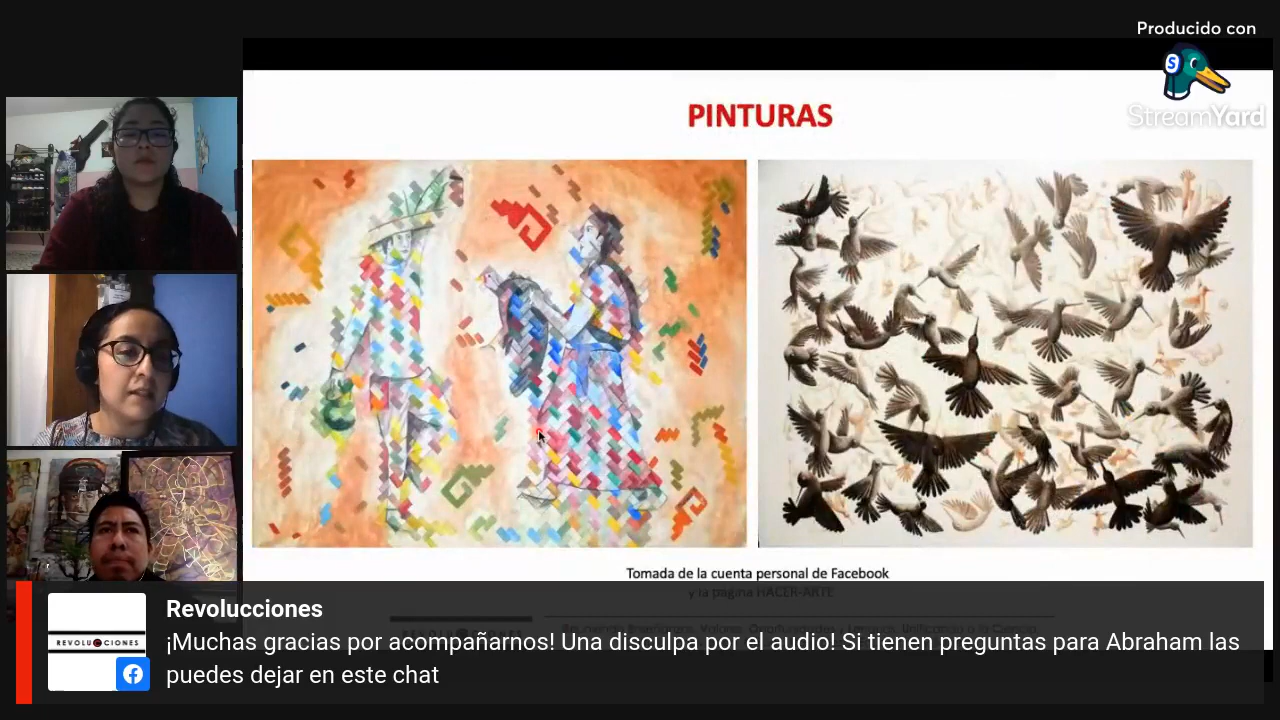 Producido con
StreamYard
PINTURAS
Tomada de la cuenta personal de Facebook
y la página HACER-ARTE
REVOLUCCIONES
Revolucciones
¡Muchas gracias por acompañarnos! Una disculpa por el audio! Si tienen preguntas para Abraham las
puedes dejar en este chat